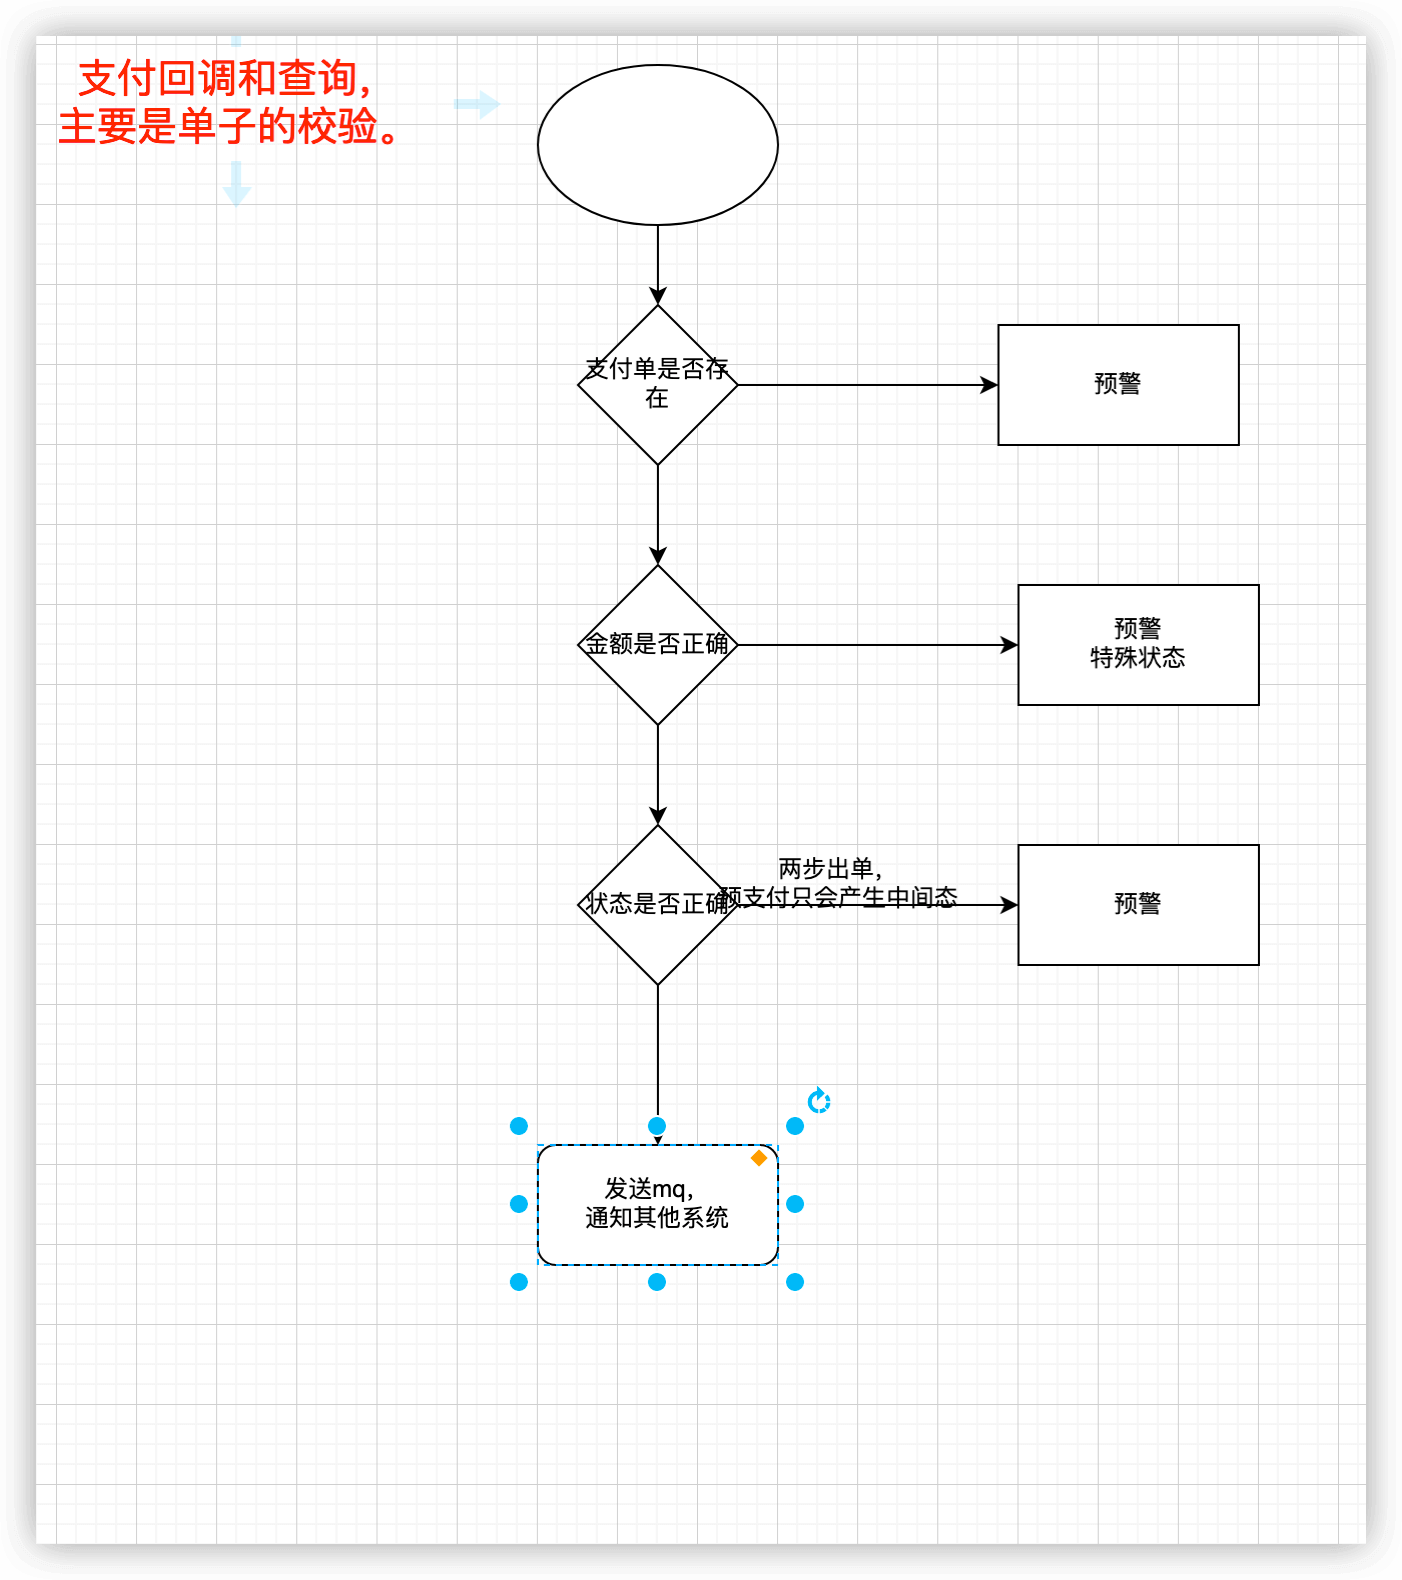 支付回调和查询，
主要是单子的校验。
支付单是否存
在
预警
金额是否正确
预警
特殊状态
状态是否正确
两步出单，
预支付只会产生中间态
预警
发送mq，
通知其他系统